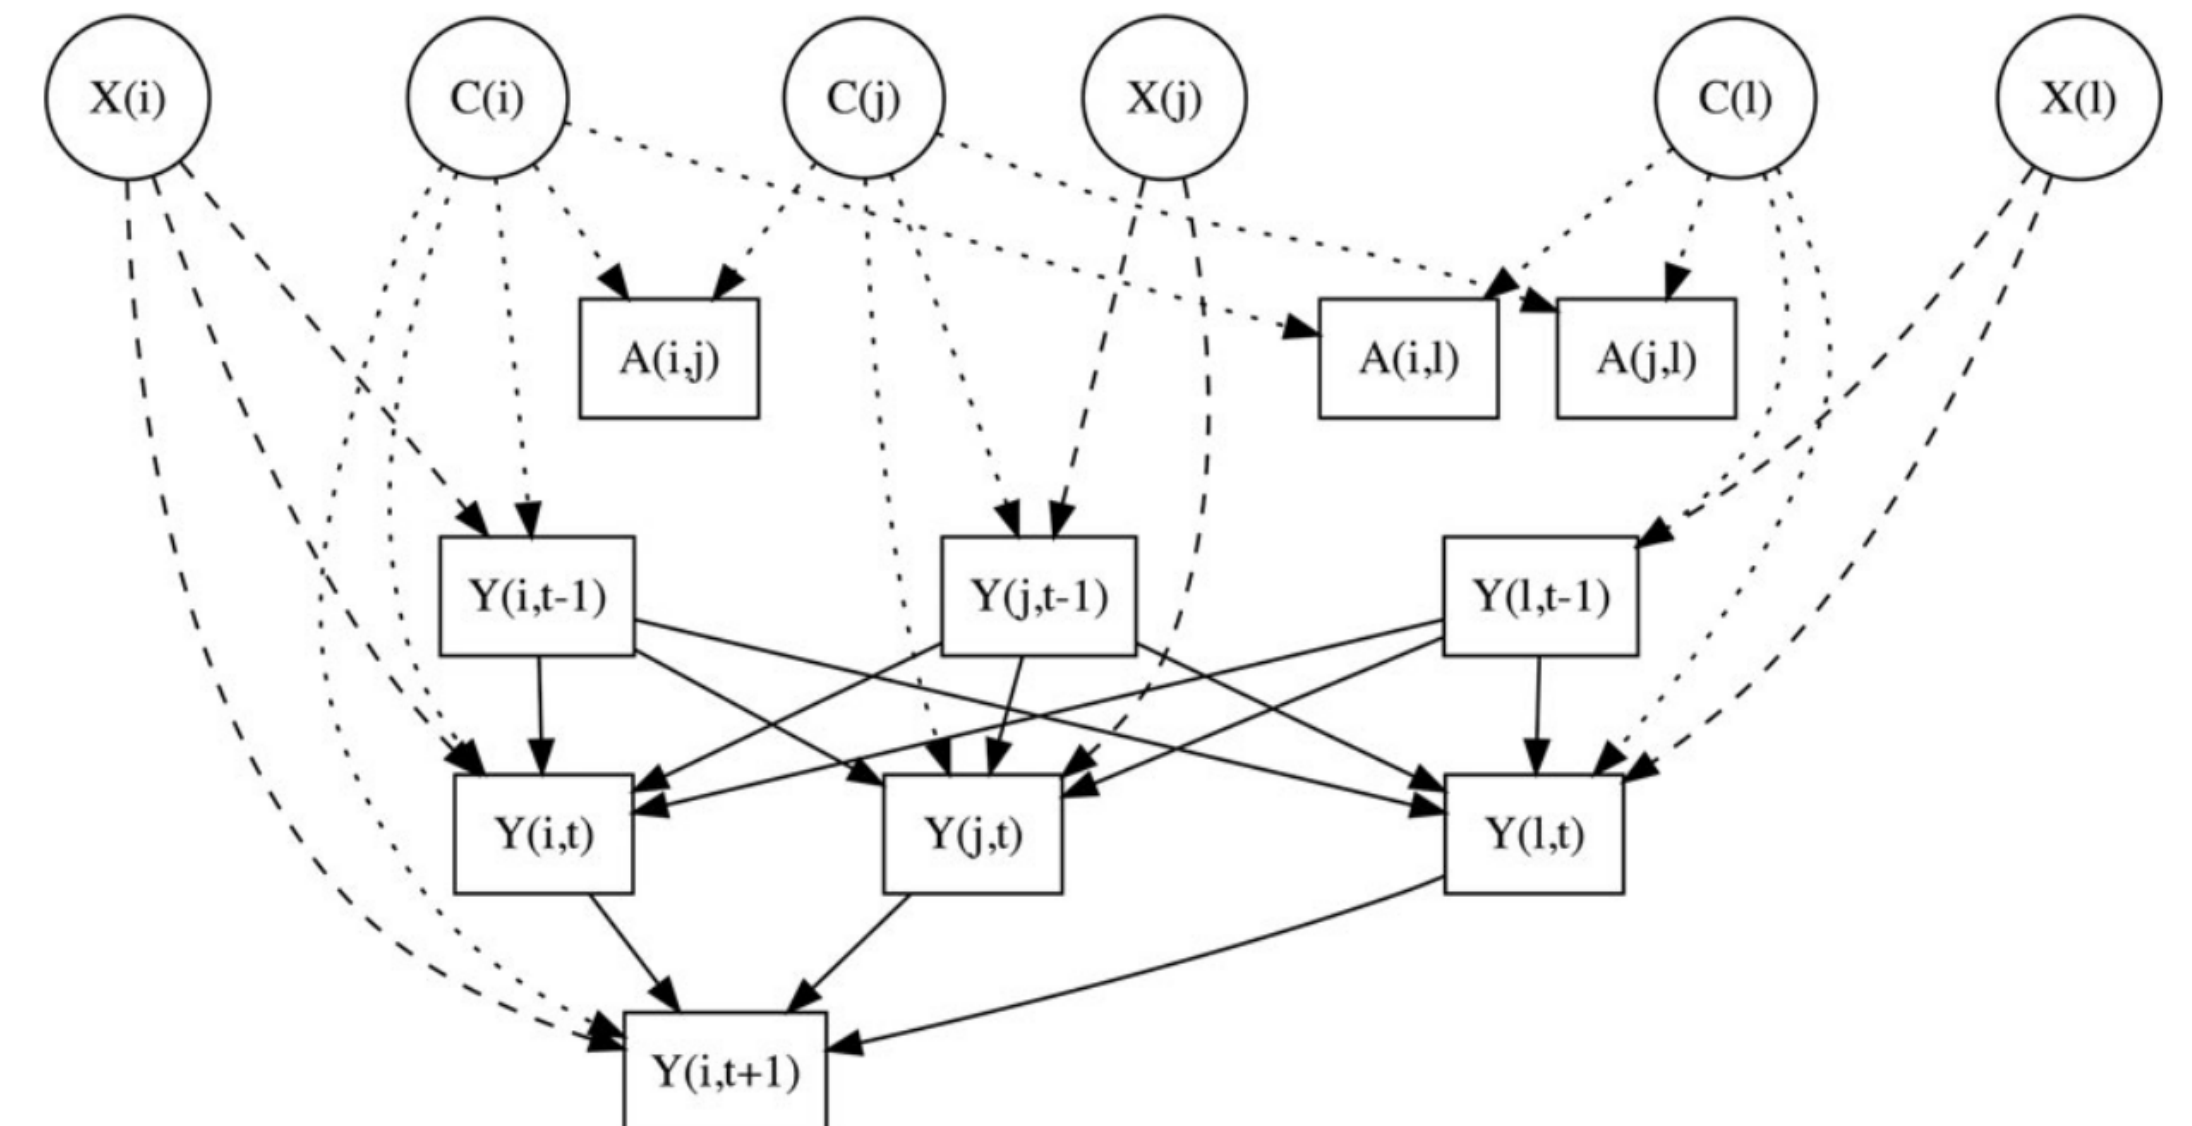 X(i) C(i) C(j) X(j) C(l) X(l)
A(i,j) A(i,l) A(j,l)
Y(i,t-1) Y(j,t-1) Y(l,t-1)
Y(i,t) Y(j,t) Y(l,t)
Y(i,t+1)